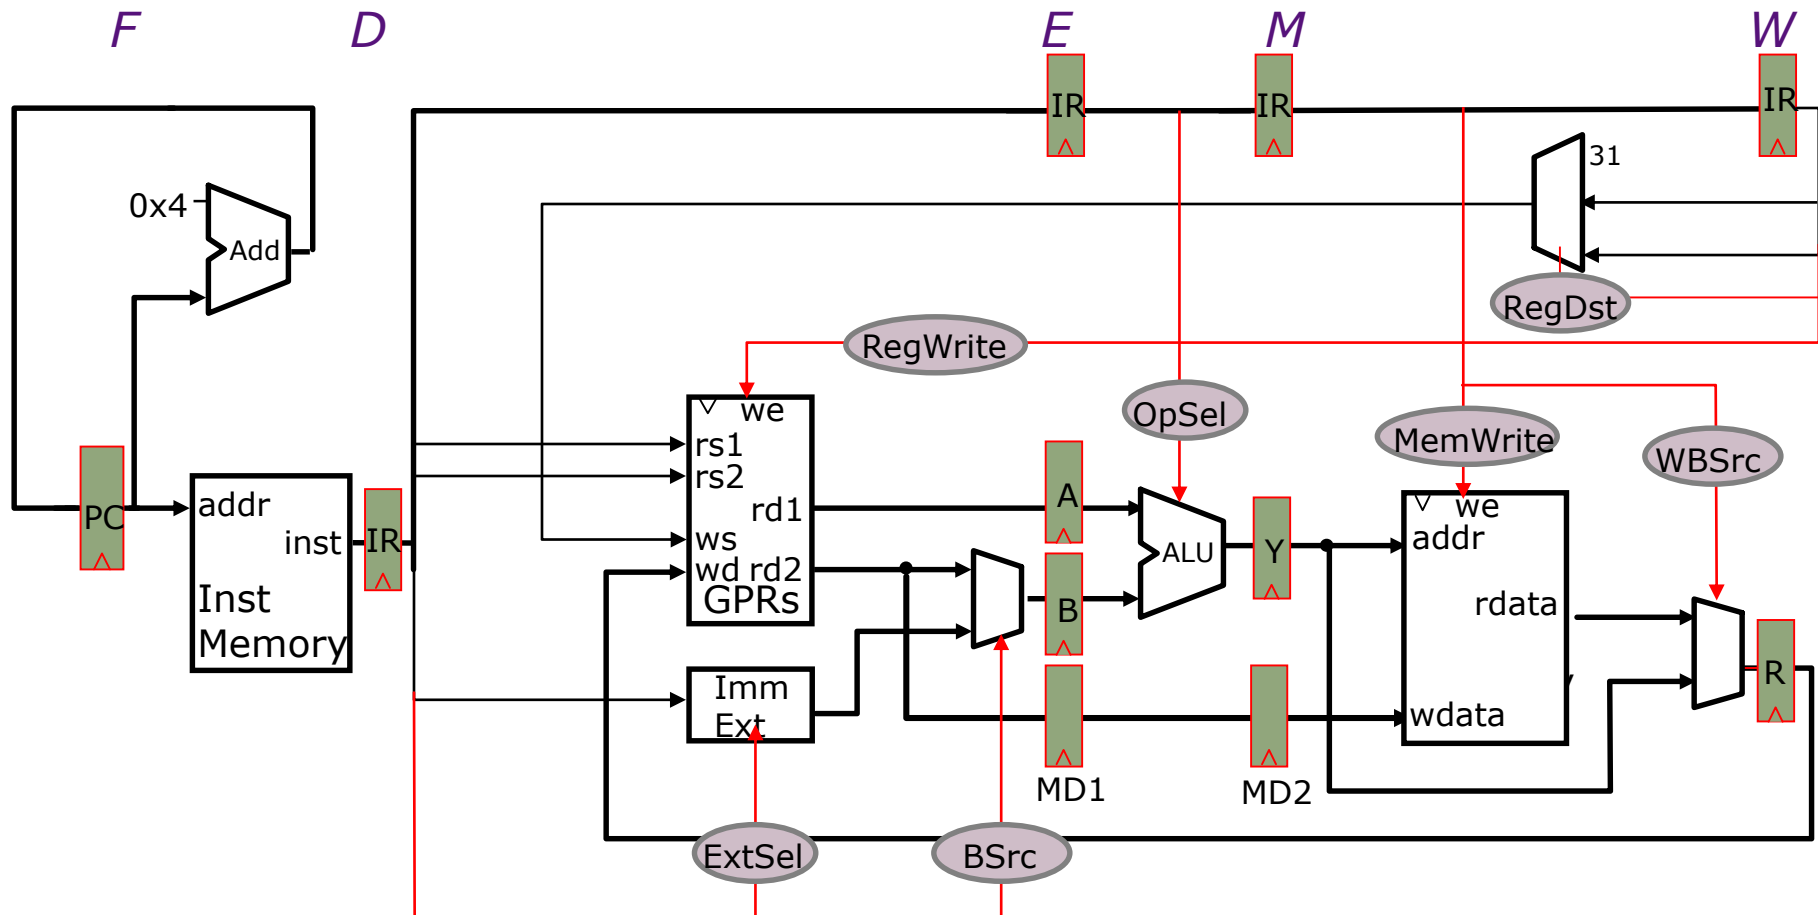 F D E M W
IR IR IR
31
0x4
Add
RegDst
RegWrite
OpSel
MemWrite
WBSrc
we
rs1
rs2
rd1
ws
wd rd2
GPRs
PC
addr
inst
Inst
Memory
IR
A
B
ALU
Y
we
addr
rdata
wdata
R
Imm
Ext
MD1
MD2
ExtSel
BSrc